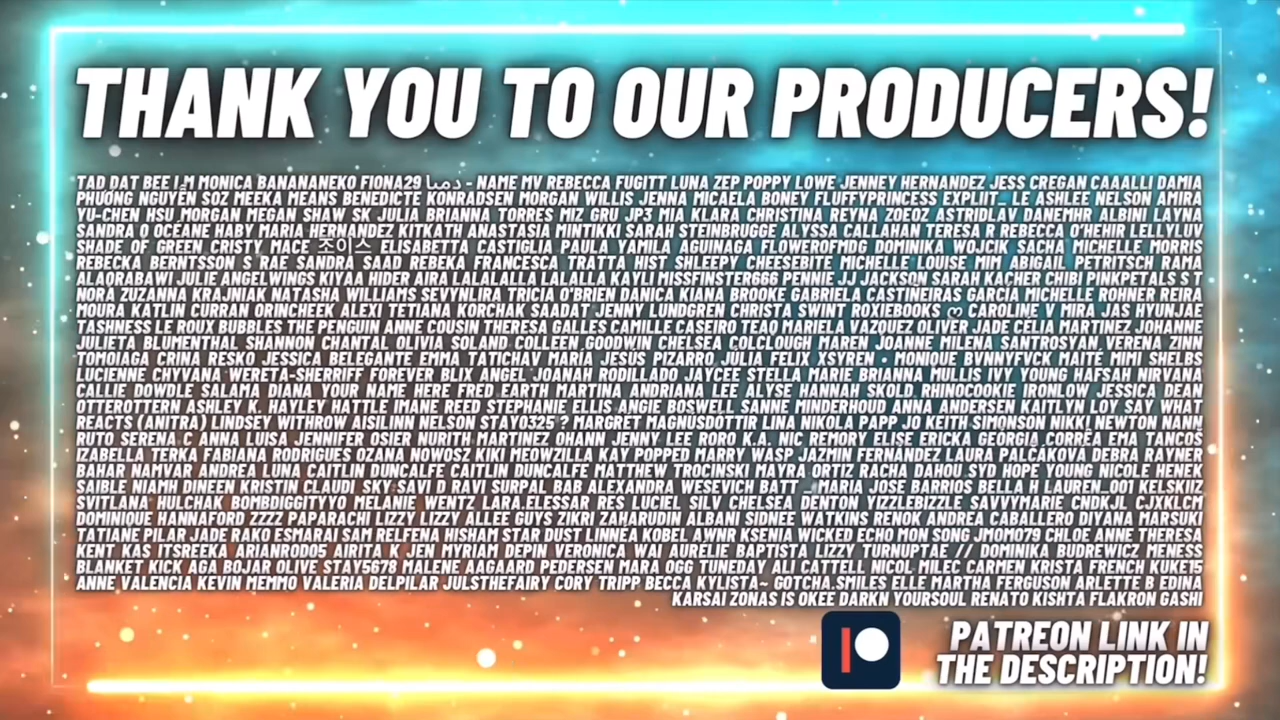 THANK YOU TO OUR PRODUCERS!
TAD DAT BEE I.M MONICA BANANANEKO FIONA29 دميا - NAME MV REBECCA FUGITT LUNA ZEP POPPY LOWE JENNEY HERNANDEZ JESS CREGAN CAAALLI DAMIA
PHƯƠNG NGUYỄN SOZ MEEKA MEANS BENEDICTE KONRADSEN MORGAN WILLIS JENNA MICAELA BONEY FLUFFYPRINCESS EXPLIIT_ LE ASHLEE NELSON AMIRA
YU-CHEN HSU MORGAN MEGAN SHAW SK JULIA BRIANNA TORRES MIZ GRU JP3 MIA KLARA CHRISTINA REYNA ZOEOZ ASTRIDLAV DANEMHR ALBINI LAYNA
SANDRA O OCÉANE HABY MARIA HERNANDEZ KITKATH ANASTASIA MINTIKKI SARAH STEINBRUGGE ALYSSA CALLAHAN TERESA R REBECCA O'HEHIR LELLYLUV
SHADE OF GREEN CRISTY MACE 조이스 ELISABETTA CASTIGLIA PAULA YAMILA AGUINAGA FLOWEROFMDG DOMINIKA WOJCIK SACHA MICHELLE MORRIS
REBECKA BERNTSSON S RAE SANDRA SAAD REBEKA FRANCESCA TRATTA HIST SHLEEPY CHEESEBITE MICHELLE LOUISE MIM ABIGAIL PETRITSCH RAMA
ALAQRABAWI JULIE ANGELWINGS KIYAA HIDER AIRA LALALALLA LALALLA KAYLI MISSFINSTER666 PENNIE JJ JACKSON SARAH KACHER CHIBI PINKPETALS S T
NORA ZUZANNA KRAJNIAK NATASHA WILLIAMS SEVYNLIRA TRICIA O'BRIEN DANICA KIANA BROOKE GABRIELA CASTIÑEIRAS GARCÍA MICHELLE ROHNER REIRA
MOURA KATLIN CURRAN ORINCHEEK ALEXI TETIANA KORCHAK SAADAT JENNY LUNDGREN CHRISTA SWINT ROXIEBOOKS ღ CAROLINE V MIRA JAS HYUNJAE
TASHNESS LE ROUX BUBBLES THE PENGUIN ANNE COUSIN THERESA GALLES CAMILLE CASEIRO TEAQ MARIELA VAZQUEZ OLIVER JADE CÉLIA MARTINEZ JOHANNE
JULIETA BLUMENTHAL SHANNON CHANTAL OLIVIA SOLAND COLLEEN GOODWIN CHELSEA COLCLOUGH MAREN JOANNE MILENA SANTROSYAN VERENA ZINN
TOMOIAGA CRINA RESKO JESSICA BELEGANTE EMMA TATICHAV MARÍA JESÚS PIZARRO JÚLIA FELIX XSYREN • MONIQUE BVNNYFVCK MAITE MIMI SHELBS
LUCIENNE CHYVANA WERETA-SHERRIFF FOREVER BLIX ANGEL JOANAH RODILLADO JAYCEE STELLA MARIE BRIANNA MULLIS IVY YOUNG HAFSAH NIRVANA
CALLIE DOWDLE SALAMA DIANA YOUR NAME HERE FRED EARTH MARTINA ANDRIANA LEE ALYSE HANNAH SKOLD RHINOCOOKIE IRONLOW JESSICA DEAN
OTTEROTTERN ASHLEY K. HAYLEY HATTLE IMANE REED STEPHANIE ELLIS ANGIE BOSWELL SANNE MINDERHOUD ANNA ANDERSEN KAITLYN LOY SAY WHAT
REACTS (ANITRA) LINDSEY WITHROW AISILINN NELSON STAY0325 ? MARGRET MAGNUSDOTTIR LINA NIKOLA PAPP JO KEITH SIMONSON NIKKI NEWTON NANN
RUTO SERENA C ANNA LUISA JENNIFER OSIER NURITH MARTINEZ OHANN JENNY LEE RORO K.A. NIC REMORY ELISE ERICKA GEÓRGIA CORRÊA EMA TANCOŠ
IZABELLA TERKA FABIANA RODRIGUES OZANA NOWOSZ KIKI MEOWZILLA KAY POPPED MARRY WASP JAZMIN FERNÁNDEZ LAURA PALČÁKOVÁ DEBRA RAYNER
BAHAR NAMVAR ANDREA LUNA CAITLIN DUNCALFE CAITLIN DUNCALFE MATTHEW TROCINSKI MAYRA ORTIZ RACHA DAHOU SYD HOPE YOUNG NICOLE HENEK
SAIBLE NIAMH DINEEN KRISTIN CLAUDI SKY SAVI D RAVI SURPAL BAB ALEXANDRA WESEVICH BATT _ MARIA JOSE BARRIOS BELLA H LAUREN_001 KELSKIIZ
SVITLANA HULCHAK BOMBDIGGITYYO MELANIE WENTZ LARA.ELESSAR RES LUCIEL SILV CHELSEA DENTON YIZZLEBIZZLE SAVVYMARIE CNDKJL CJXKLCM
DOMINIQUE HANNAFORD ZZZZ PAPARACHI LIZZY LIZZY ALLEE GUYS ZIKRI ZAHARUDIN ALBANI SIDNEE WATKINS RENOK ANDREA CABALLERO DIYANA MARSUKI
TATIANE PILAR JADE RAKO ESMARAI SAM RELFENA HISHAM STAR DUST LINNEA KOBEL AWNR KSENIA WICKED ECHO MON SONG JMOMO79 CHLOE ANNE THERESA
KENT KAS ITSREEKA ARIANROD05 AIRITA K JEN MYRIAM DEPIN VERONICA WAI AURELIE BAPTISTA LIZZY TURNUPTAE // DOMINIKA BUDREWICZ MENESS
BLANKET KICK AGA BOJAR OLIVE STAY5678 MALENE AAGAARD PEDERSEN MARA OGG TUNEDAY ALI CATTELL NICOL MILEC CARMEN KRISTA FRENCH KUKE15
ANNE VALENCIA KEVIN MEMMO VALERIA DELPILAR JULSTHEFAIRY CORY TRIPP BECCA KYLISTA~ GOTCHA.SMILES ELLE MARTHA FERGUSON ARLETTE B EDINA
KARSAI ZONAS IS OKEE DARKN YOURSOUL RENATO KISHTA FLAKRON GASHI
PATREON LINK IN
THE DESCRIPTION!